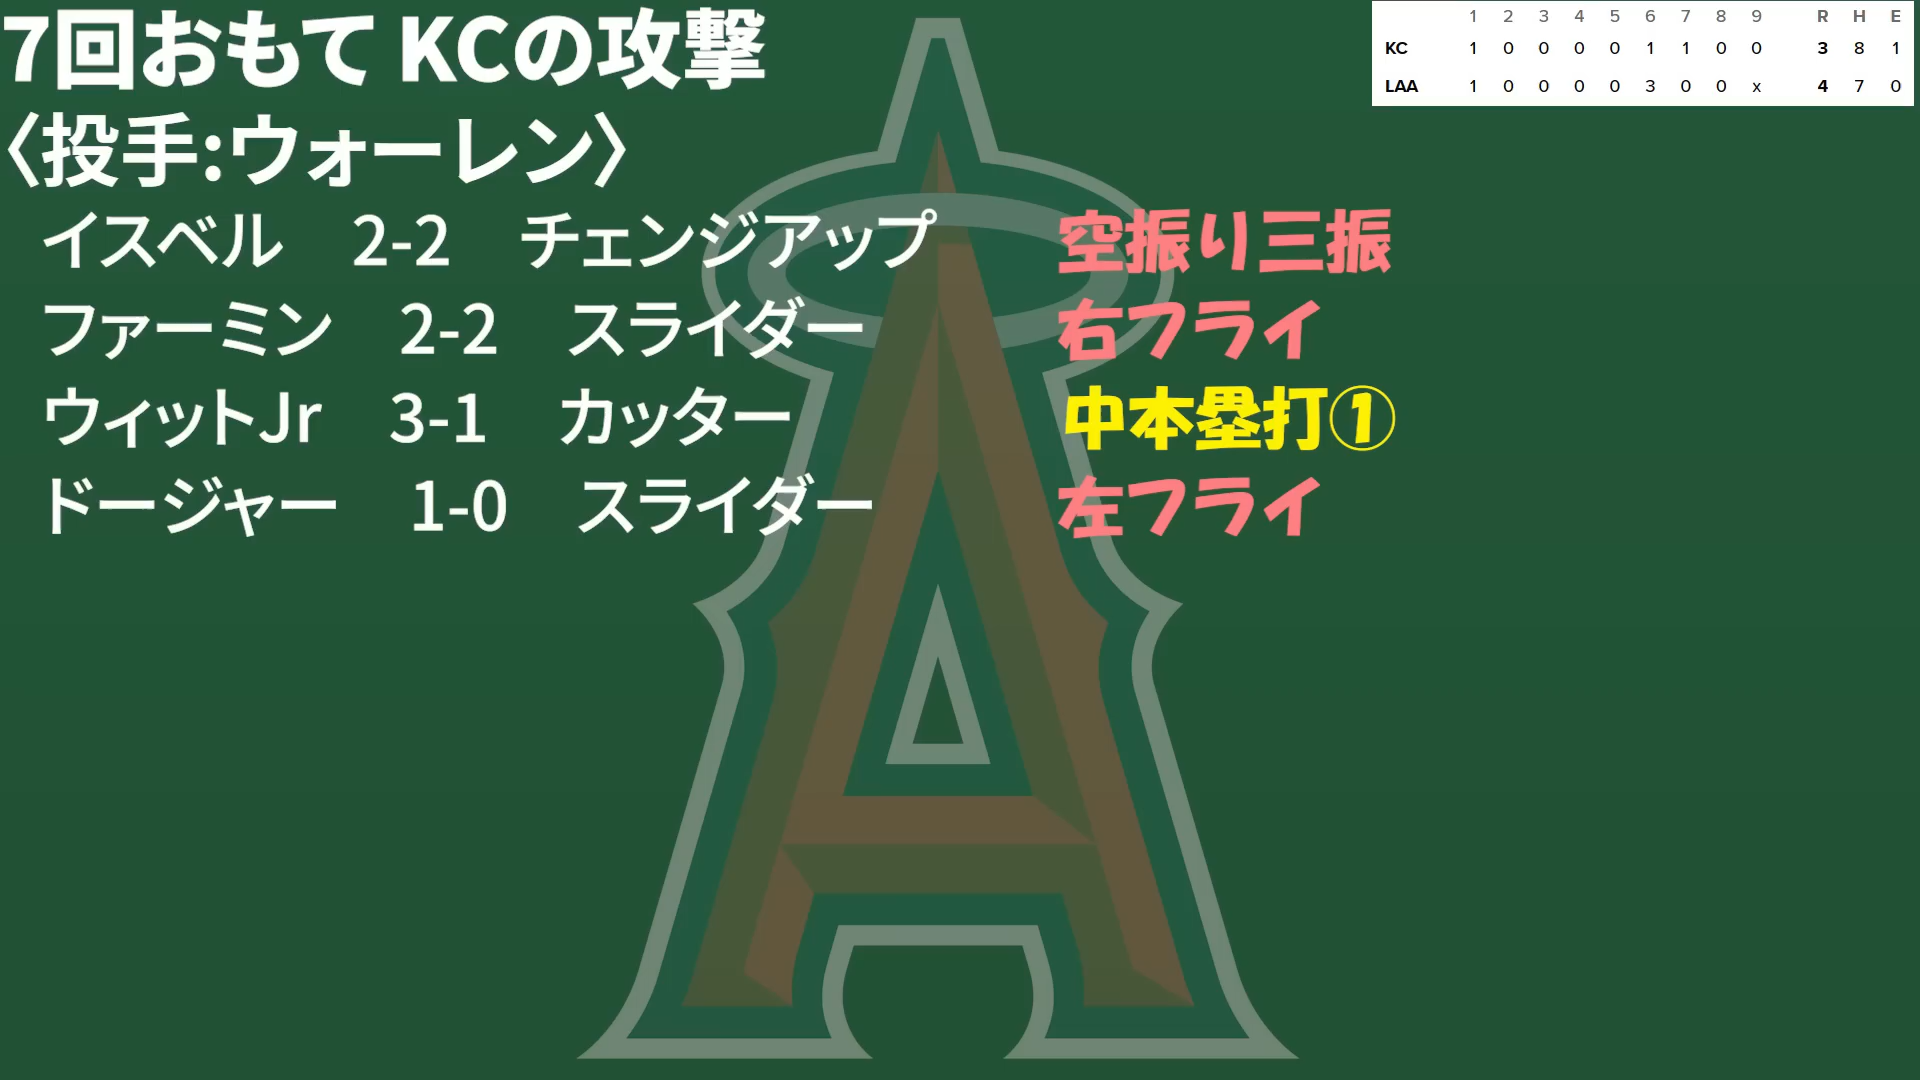 7回おもて KCの攻撃
〈投手:ウォーレン〉
イスベル 2-2 チェンジアップ 空振り三振
ファーミン 2-2 スライダー 右フライ
ウィットJr 3-1 カッター 中本塁打①
ドージャー 1-0 スライダー 左フライ
1 2 3 4 5 6 7 8 9 R H E
KC 1 0 0 0 0 1 1 0 0 3 8 1
LAA 1 0 0 0 0 3 0 0 x 4 7 0